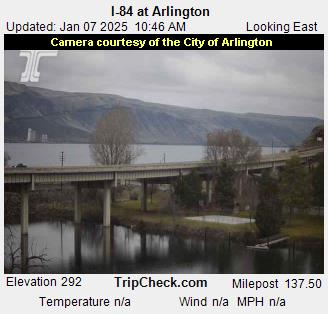 I-84 at Arlington
Updated: Jan 07 2025 10:46 AM Looking East
Camera courtesy of the City of Arlington
Elevation 292 TripCheck.com Milepost 137.50
Temperature n/a Wind n/a MPH n/a